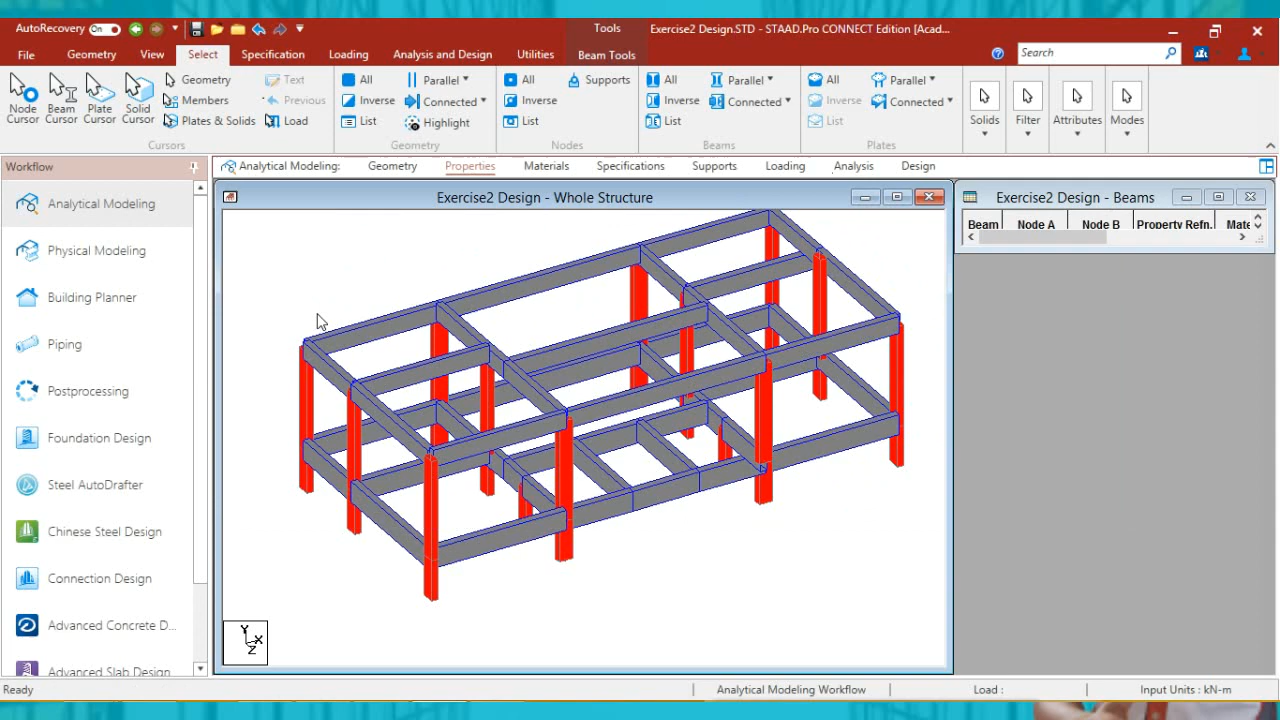 AutoRecovery On Tools Exercise2 Design.STD - STAAD.Pro CONNECT Edition [Acad...
File Geometry View Select Specification Loading Analysis and Design Utilities Beam Tools Search
Node Cursor
Beam Cursor
Plate Cursor
Solid Cursor
Geometry
Members
Plates & Solids
Text
Previous
Load
Cursors
All
Inverse
List
Parallel
Connected
Highlight
Geometry
All
Inverse
List
Supports
Nodes
All
Inverse
List
Parallel
Connected
Beams
All
Inverse
List
Parallel
Connected
Plates
Solids
Filter
Attributes
Modes
Workflow
Analytical Modeling: Geometry Properties Materials Specifications Supports Loading Analysis Design
Analytical Modeling
Physical Modeling
Building Planner
Piping
Postprocessing
Foundation Design
Steel AutoDrafter
Chinese Steel Design
Connection Design
Advanced Concrete D...
Advanced Slab Design
Exercise2 Design - Whole Structure
Y
X
Z
Exercise2 Design - Beams
Beam Node A Node B Property Refn. Mate
Ready Analytical Modeling Workflow Load : Input Units : kN-m